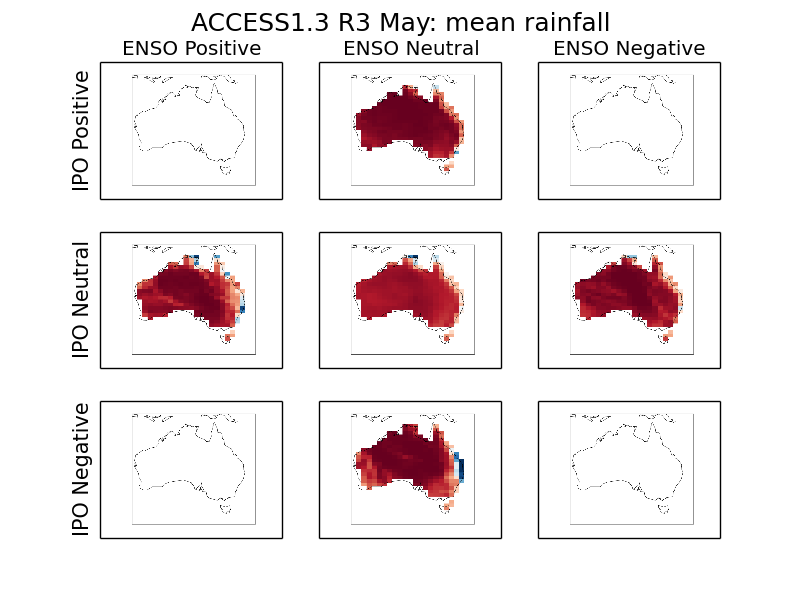 ACCESS1.3 R3 May: mean rainfall
ENSO Positive
ENSO Neutral
ENSO Negative
IPO Positive
IPO Neutral
IPO Negative